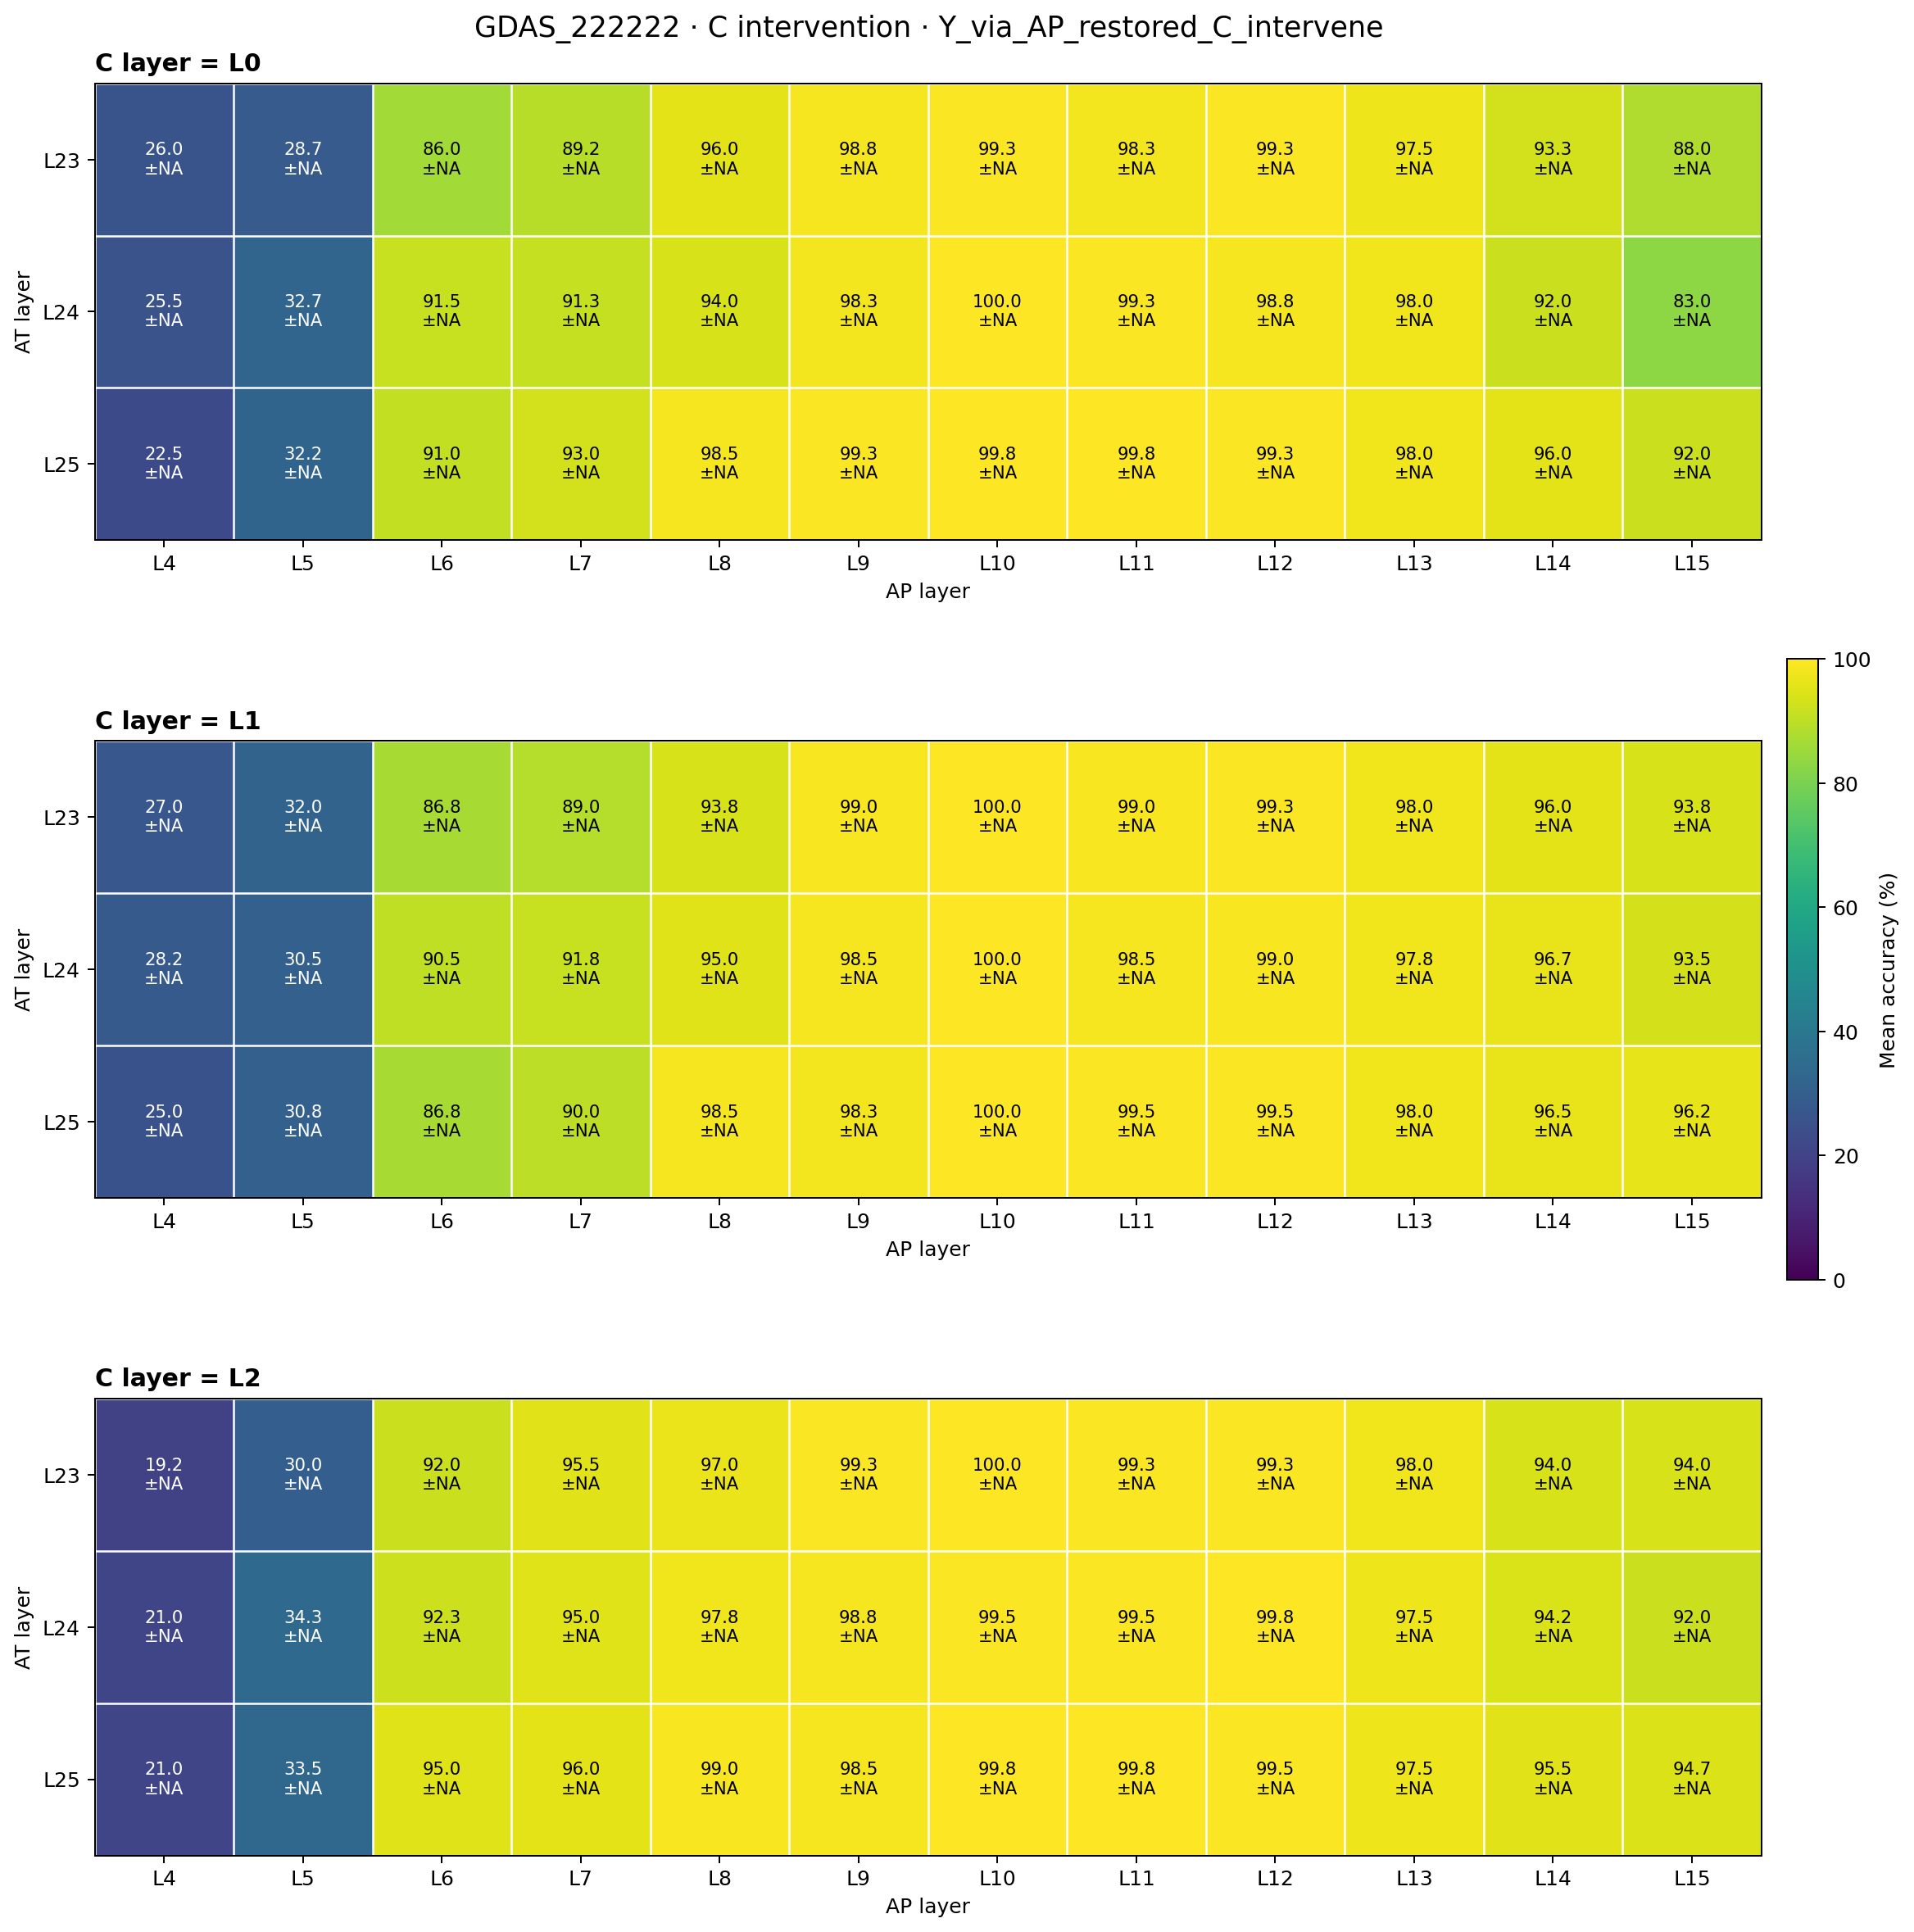 GDAS_222222 · C intervention · Y_via_AP_restored_C_intervene
C layer = L0
AT layer
L23
26.0 28.7 86.0 89.2 96.0 98.8 99.3 98.3 99.3 97.5 93.3 88.0
±NA ±NA ±NA ±NA ±NA ±NA ±NA ±NA ±NA ±NA ±NA ±NA
L24
25.5 32.7 91.5 91.3 94.0 98.3 100.0 99.3 98.8 98.0 92.0 83.0
±NA ±NA ±NA ±NA ±NA ±NA ±NA ±NA ±NA ±NA ±NA ±NA
L25
22.5 32.2 91.0 93.0 98.5 99.3 99.8 99.8 99.3 98.0 96.0 92.0
±NA ±NA ±NA ±NA ±NA ±NA ±NA ±NA ±NA ±NA ±NA ±NA
L4 L5 L6 L7 L8 L9 L10 L11 L12 L13 L14 L15
AP layer
C layer = L1
AT layer
L23
27.0 32.0 86.8 89.0 93.8 99.0 100.0 99.0 99.3 98.0 96.0 93.8
±NA ±NA ±NA ±NA ±NA ±NA ±NA ±NA ±NA ±NA ±NA ±NA
L24
28.2 30.5 90.5 91.8 95.0 98.5 100.0 98.5 99.0 97.8 96.7 93.5
±NA ±NA ±NA ±NA ±NA ±NA ±NA ±NA ±NA ±NA ±NA ±NA
L25
25.0 30.8 86.8 90.0 98.5 98.3 100.0 99.5 99.5 98.0 96.5 96.2
±NA ±NA ±NA ±NA ±NA ±NA ±NA ±NA ±NA ±NA ±NA ±NA
L4 L5 L6 L7 L8 L9 L10 L11 L12 L13 L14 L15
AP layer
100
80
60
40
20
0
Mean accuracy (%)
C layer = L2
AT layer
L23
19.2 30.0 92.0 95.5 97.0 99.3 100.0 99.3 99.3 98.0 94.0 94.0
±NA ±NA ±NA ±NA ±NA ±NA ±NA ±NA ±NA ±NA ±NA ±NA
L24
21.0 34.3 92.3 95.0 97.8 98.8 99.5 99.5 99.8 97.5 94.2 92.0
±NA ±NA ±NA ±NA ±NA ±NA ±NA ±NA ±NA ±NA ±NA ±NA
L25
21.0 33.5 95.0 96.0 99.0 98.5 99.8 99.8 99.5 97.5 95.5 94.7
±NA ±NA ±NA ±NA ±NA ±NA ±NA ±NA ±NA ±NA ±NA ±NA
L4 L5 L6 L7 L8 L9 L10 L11 L12 L13 L14 L15
AP layer